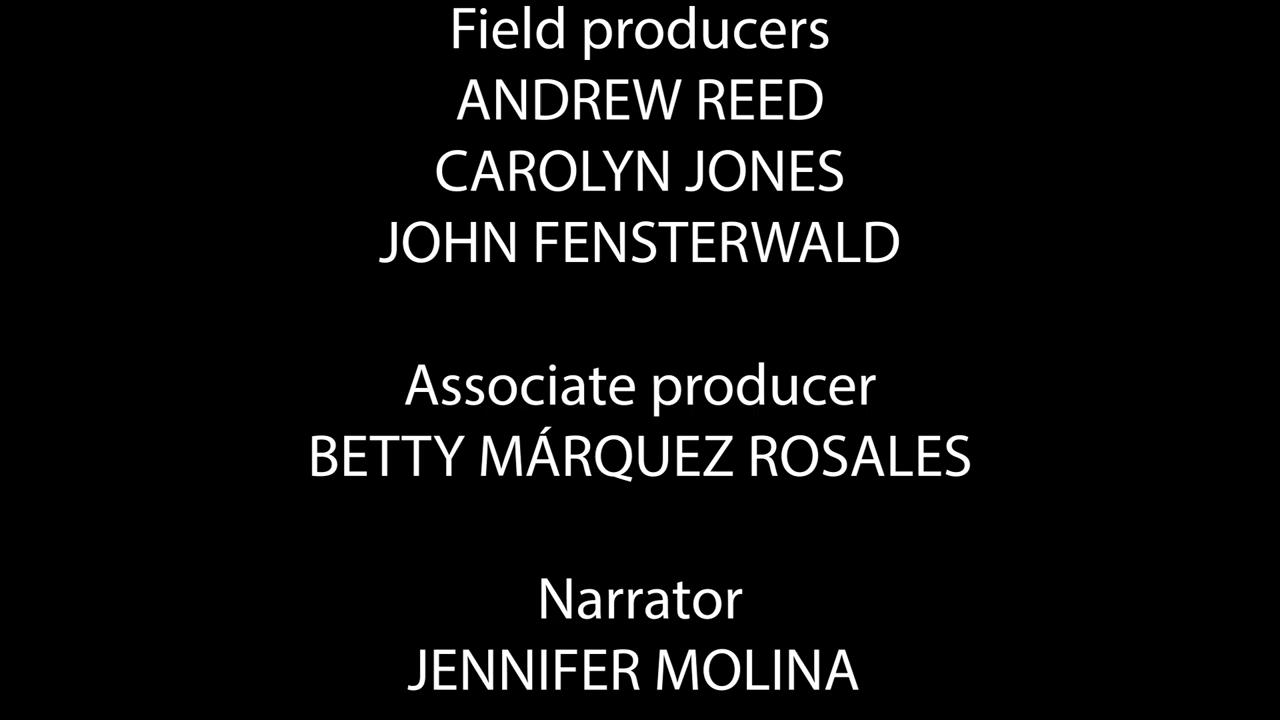 Field producers
ANDREW REED
CAROLYN JONES
JOHN FENSTERWALD
Associate producer
BETTY MÁRQUEZ ROSALES
Narrator
JENNIFER MOLINA